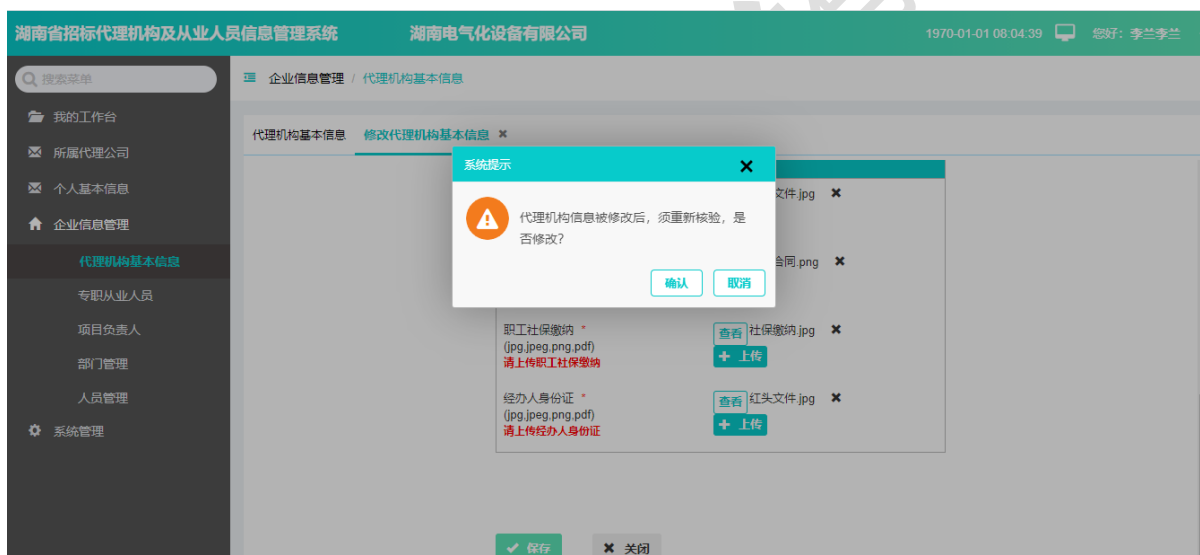 湖南省招标代理机构及从业人员信息管理系统 湖南电气化设备有限公司 1970-01-01 08:04:39 您好：李兰李兰
搜索菜单
企业信息管理 / 代理机构基本信息
我的工作台
所属代理公司
个人基本信息
企业信息管理
代理机构基本信息
专职从业人员
项目负责人
部门管理
人员管理
系统管理
代理机构基本信息 修改代理机构基本信息 ×
系统提示
代理机构信息被修改后，须重新核验，是
否修改？
确认 取消
文件.jpg
合同.png
职工社保缴纳 * 查看 社保缴纳.jpg
(jpg,jpeg,png,pdf) + 上传
请上传职工社保缴纳
经办人身份证 * 查看 红头文件.jpg
(jpg,jpeg,png,pdf) + 上传
请上传经办人身份证
保存 关闭